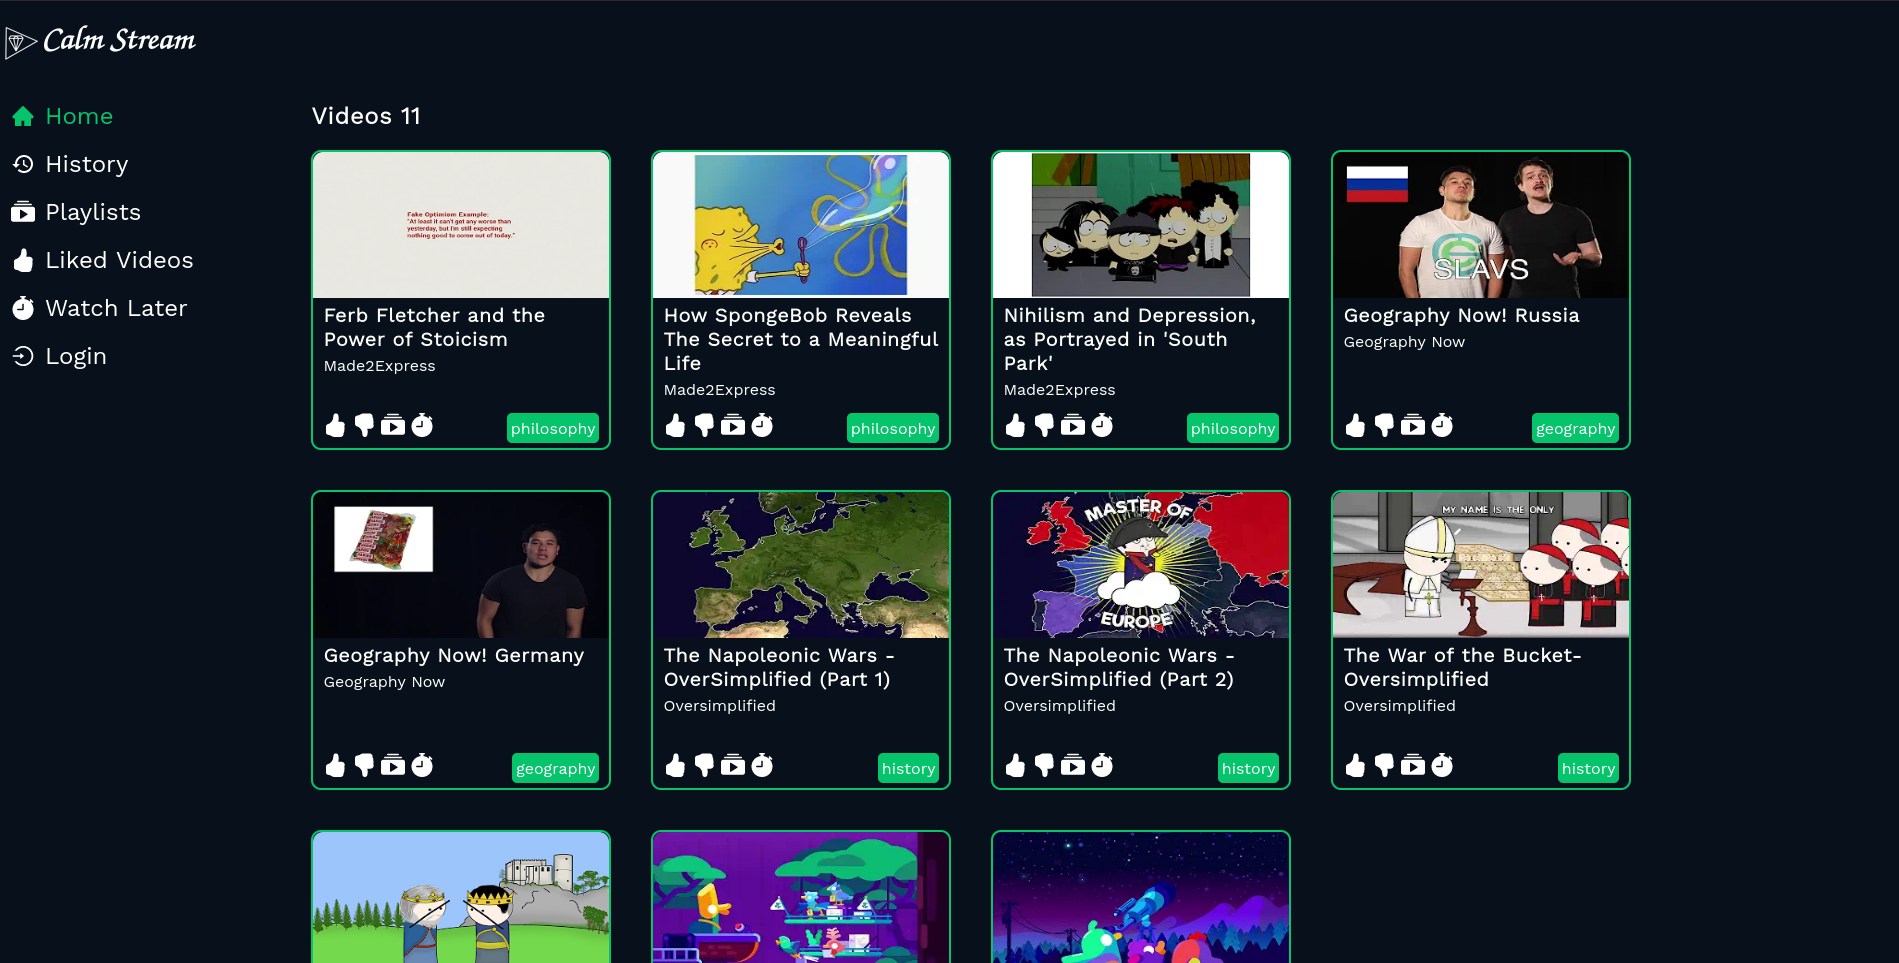 Calm Stream
Home
History
Playlists
Liked Videos
Watch Later
Login
Videos 11
Fake Optimism Example:
"At least it can't get any worse than
yesterday, but I'm still expecting
nothing good to come out of today."
Ferb Fletcher and the
Power of Stoicism
Made2Express
philosophy
How SpongeBob Reveals
The Secret to a Meaningful
Life
Made2Express
philosophy
Nihilism and Depression,
as Portrayed in 'South
Park'
Made2Express
philosophy
SLAVS
Geography Now! Russia
Geography Now
geography
Geography Now! Germany
Geography Now
geography
The Napoleonic Wars -
OverSimplified (Part 1)
Oversimplified
history
MASTER OF
EUROPE
The Napoleonic Wars -
OverSimplified (Part 2)
Oversimplified
history
MY NAME IS THE ONLY
The War of the Bucket-
Oversimplified
Oversimplified
history